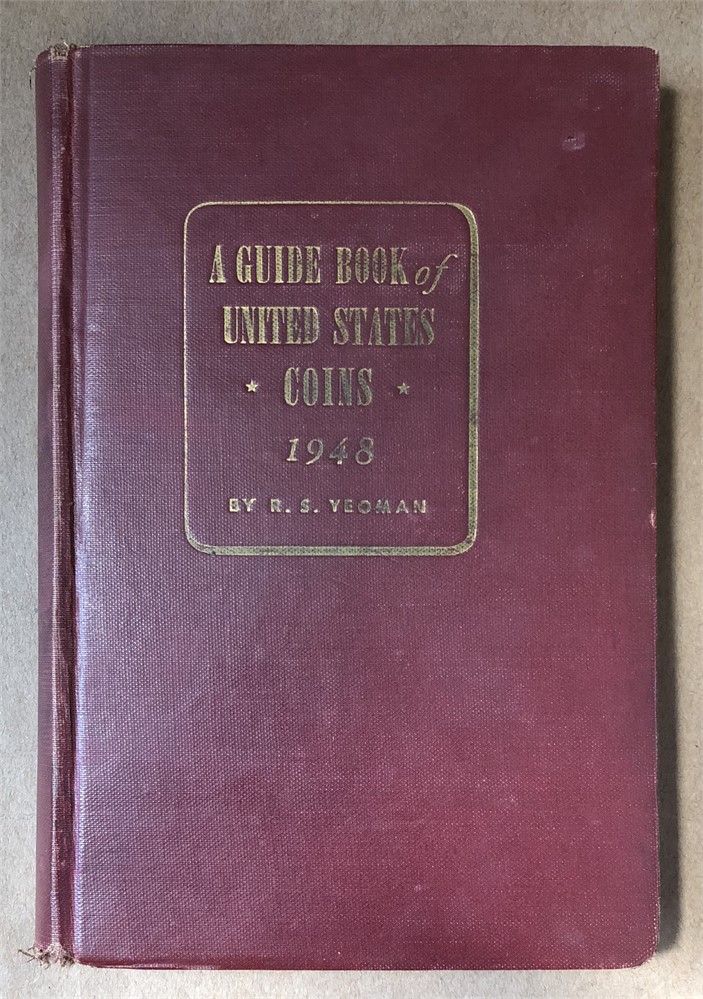 A GUIDE BOOK of
UNITED STATES
★ COINS ★
1948
BY R. S. YEOMAN